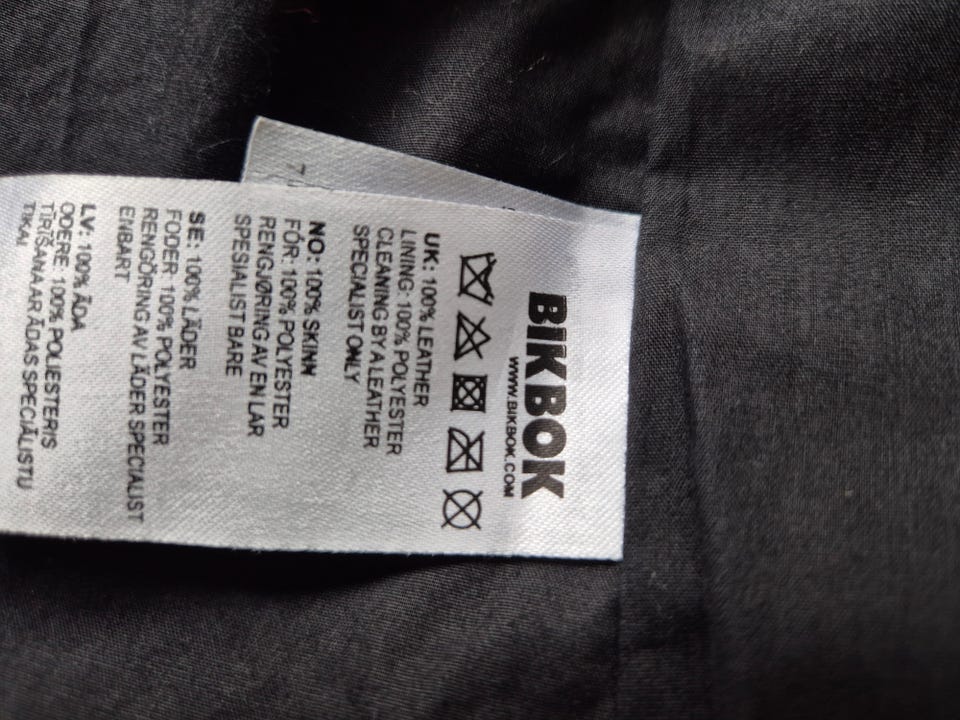 BIKBOK
WWW.BIKBOK.COM
UK: 100% LEATHER
LINING: 100% POLYESTER
CLEANING BY A LEATHER
SPECIALIST ONLY
NO: 100% SKINN
FÓR: 100% POLYESTER
RENGJØRING AV EN LÆR
SPESIALIST BARE
SE: 100% LÄDER
FODER 100% POLYESTER
RENGÖRING AV LÄDER SPECIALIST
ENBART
LV: 100% ĀDA
ODERE: 100% POLIESTERIS
TĪRĪŠANA AR ĀDAS SPECIĀLISTU
TIKAI